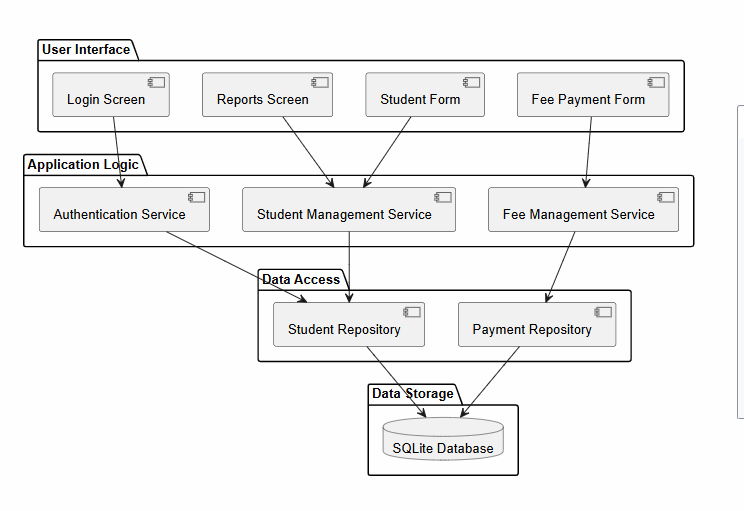 User Interface
Login Screen
Reports Screen
Student Form
Fee Payment Form
Application Logic
Authentication Service
Student Management Service
Fee Management Service
Data Access
Student Repository
Payment Repository
Data Storage
SQLite Database